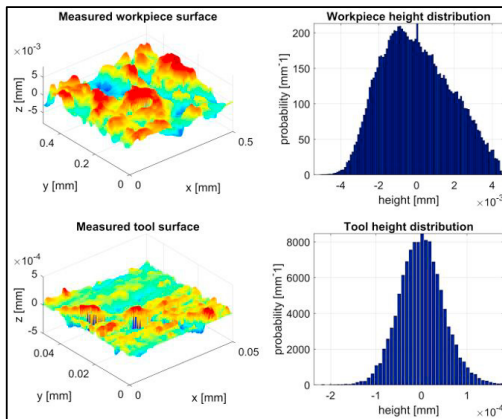 Measured workpiece surface
×10⁻³
5
0
-5
z [mm]
0.4
0.2
0
y [mm]
0
0.5
x [mm]
Workpiece height distribution
200
150
100
50
0
probability [mm⁻1]
-4 -2 0 2 4
height [mm] ×10⁻³
Measured tool surface
×10⁻⁴
5
0
-5
z [mm]
0.04
0.02
0
y [mm]
0
0.05
x [mm]
Tool height distribution
8000
6000
4000
2000
0
probability [mm⁻1]
-2 -1 0 1
height [mm] ×10⁻⁴